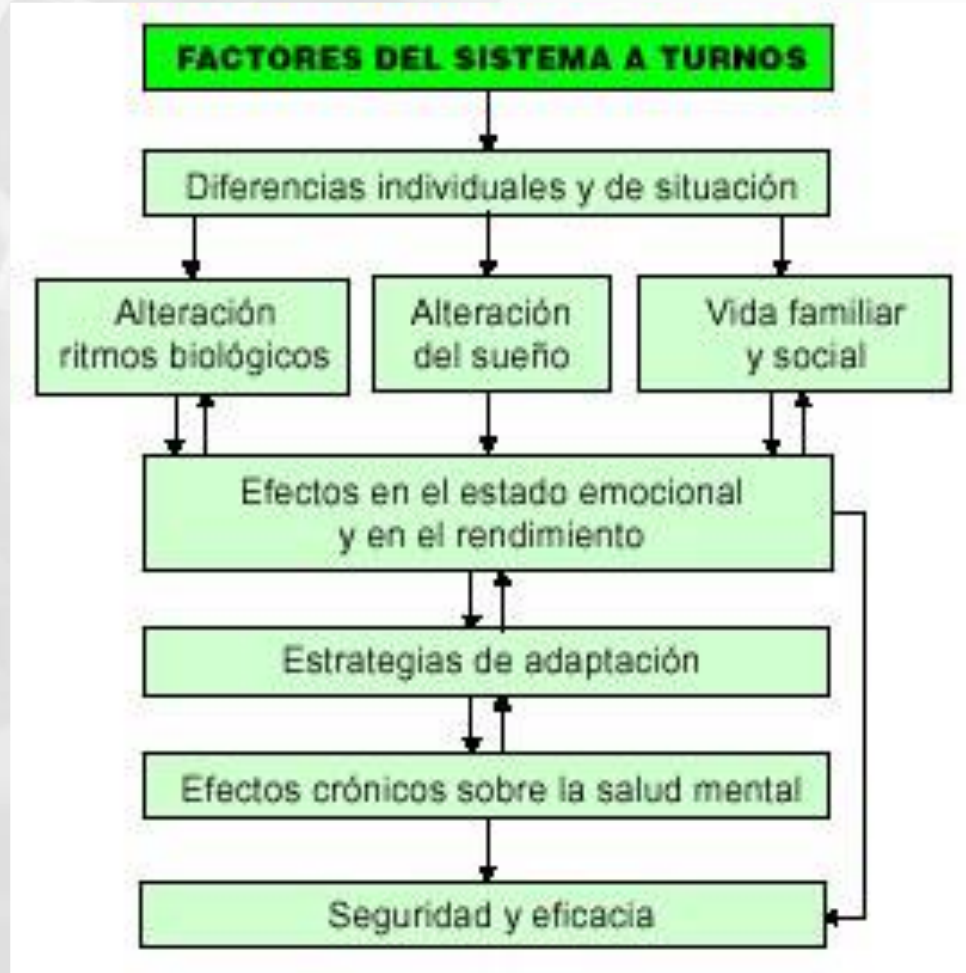 FACTORES DEL SISTEMA A TURNOS
Diferencias individuales y de situación
Alteración
ritmos biológicos
Alteración
del sueño
Vida familiar
y social
Efectos en el estado emocional
y en el rendimiento
Estrategias de adaptación
Efectos crónicos sobre la salud mental
Seguridad y eficacia